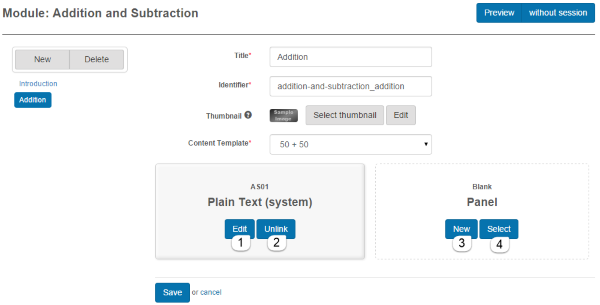 Module: Addition and Subtraction
Preview without session
New Delete
Introduction
Addition
Title* Addition
Identifier* addition-and-subtraction_addition
Thumbnail ? Sample Image Select thumbnail Edit
Content Template* 50 + 50
AS01
Plain Text (system)
Edit Unlink
1 2
Blank
Panel
New Select
3 4
Save or cancel